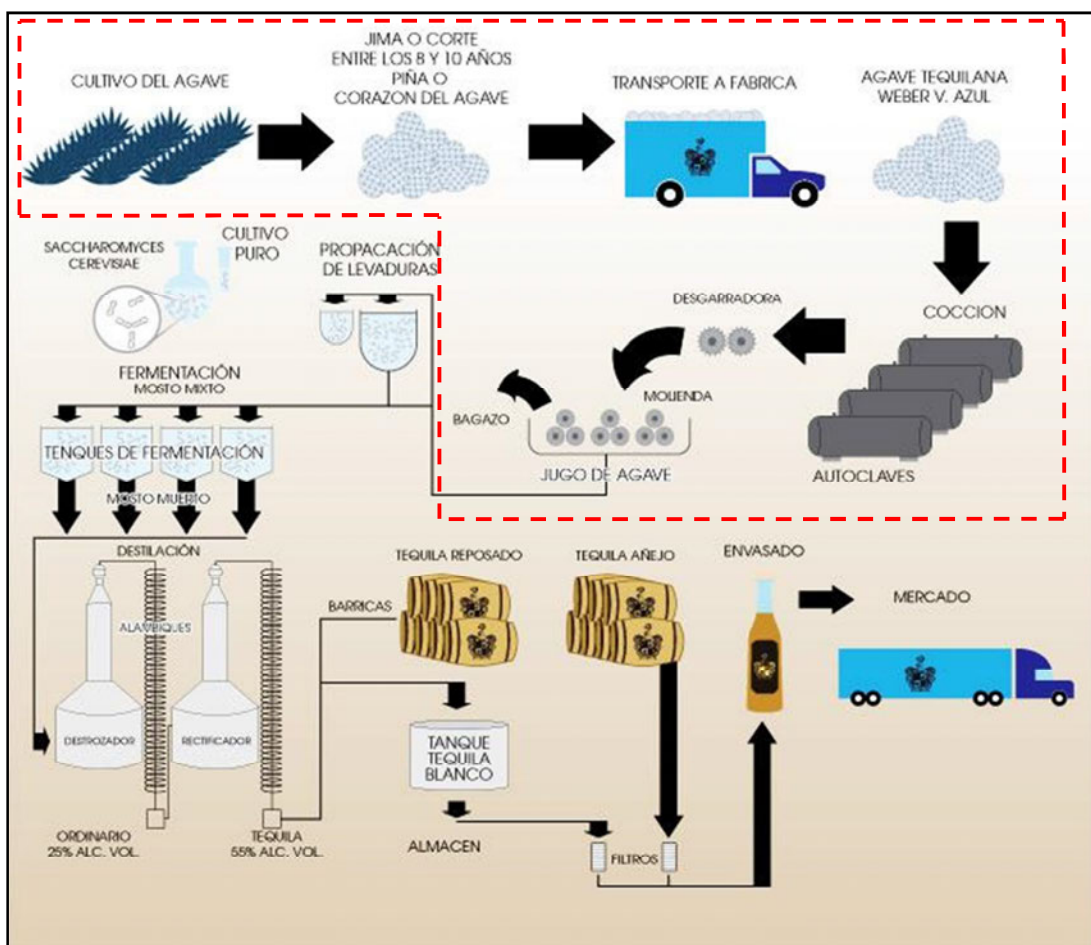 CULTIVO DEL AGAVE
JIMA O CORTE
ENTRE LOS 8 Y 10 AÑOS
PIÑA O
CORAZON DEL AGAVE
TRANSPORTE A FABRICA
AGAVE TEQUILANA
WEBER V. AZUL
SACCHAROMYCES
CEREVISIAE
CULTIVO
PURO
PROPACACIÓN
DE LEVADURAS
DESGARRADORA
COCCION
MOLIENDA
BAGAZO
JUGO DE AGAVE
AUTOCLAVES
FERMENTACIÓN
MOSTO MIXTO
TENQUES DE FERMENTACIÓN
MOSTO MUERTO
DESTILACIÓN
ALAMBIQUES
DESTROZADOR
RECTIFICADOR
ORDINARIO
25% ALC. VOL.
TEQUILA
55% ALC. VOL.
BARRICAS
TEQUILA REPOSADO
TEQUILA AÑEJO
ENVASADO
MERCADO
TANQUE
TEQUILA
BLANCO
ALMACEN
FILTROS